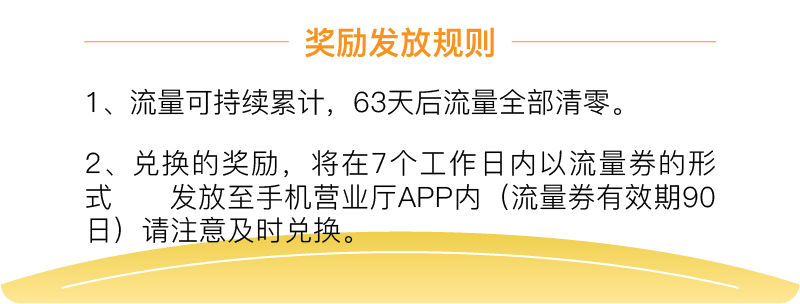 奖励发放规则
1、流量可持续累计，63天后流量全部清零。
2、兑换的奖励，将在7个工作日内以流量券的形
式　　发放至手机营业厅APP内（流量券有效期90
日）请注意及时兑换。